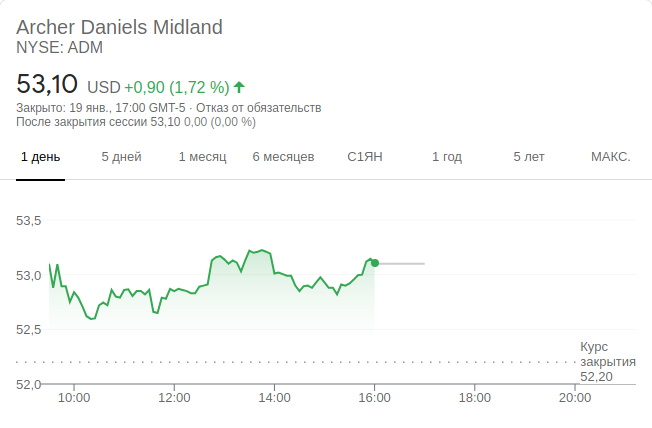 Archer Daniels Midland
NYSE: ADM
53,10 USD +0,90 (1,72 %)
Закрыто: 19 янв., 17:00 GMT-5 · Отказ от обязательств
После закрытия сессии 53,10 0,00 (0,00 %)
1 день 5 дней 1 месяц 6 месяцев С1ЯН 1 год 5 лет МАКС.
53,5
53,0
52,5
Курс
закрытия
52,20
52,0
10:00 12:00 14:00 16:00 18:00 20:00